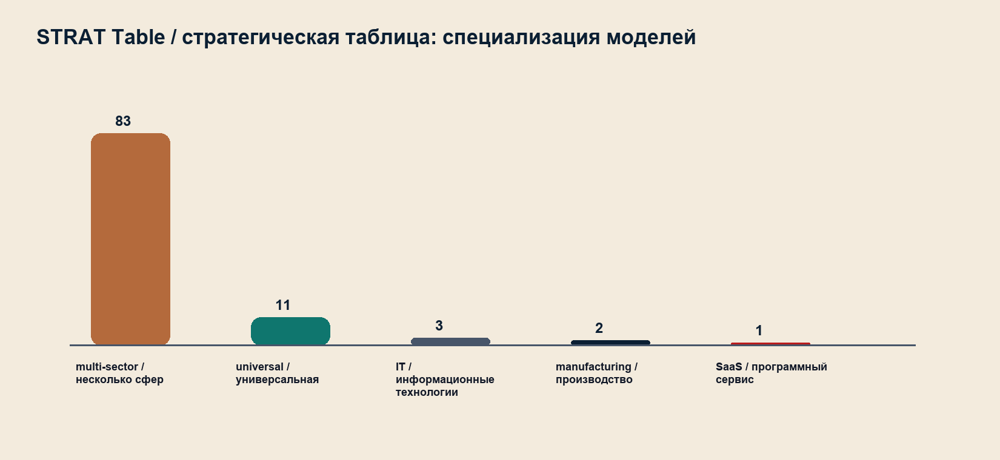 STRAT Table / стратегическая таблица: специализация моделей
83
11
3
2
1
multi-sector /
несколько сфер
universal /
универсальная
IT /
информационные
технологии
manufacturing /
производство
SaaS / программный
сервис